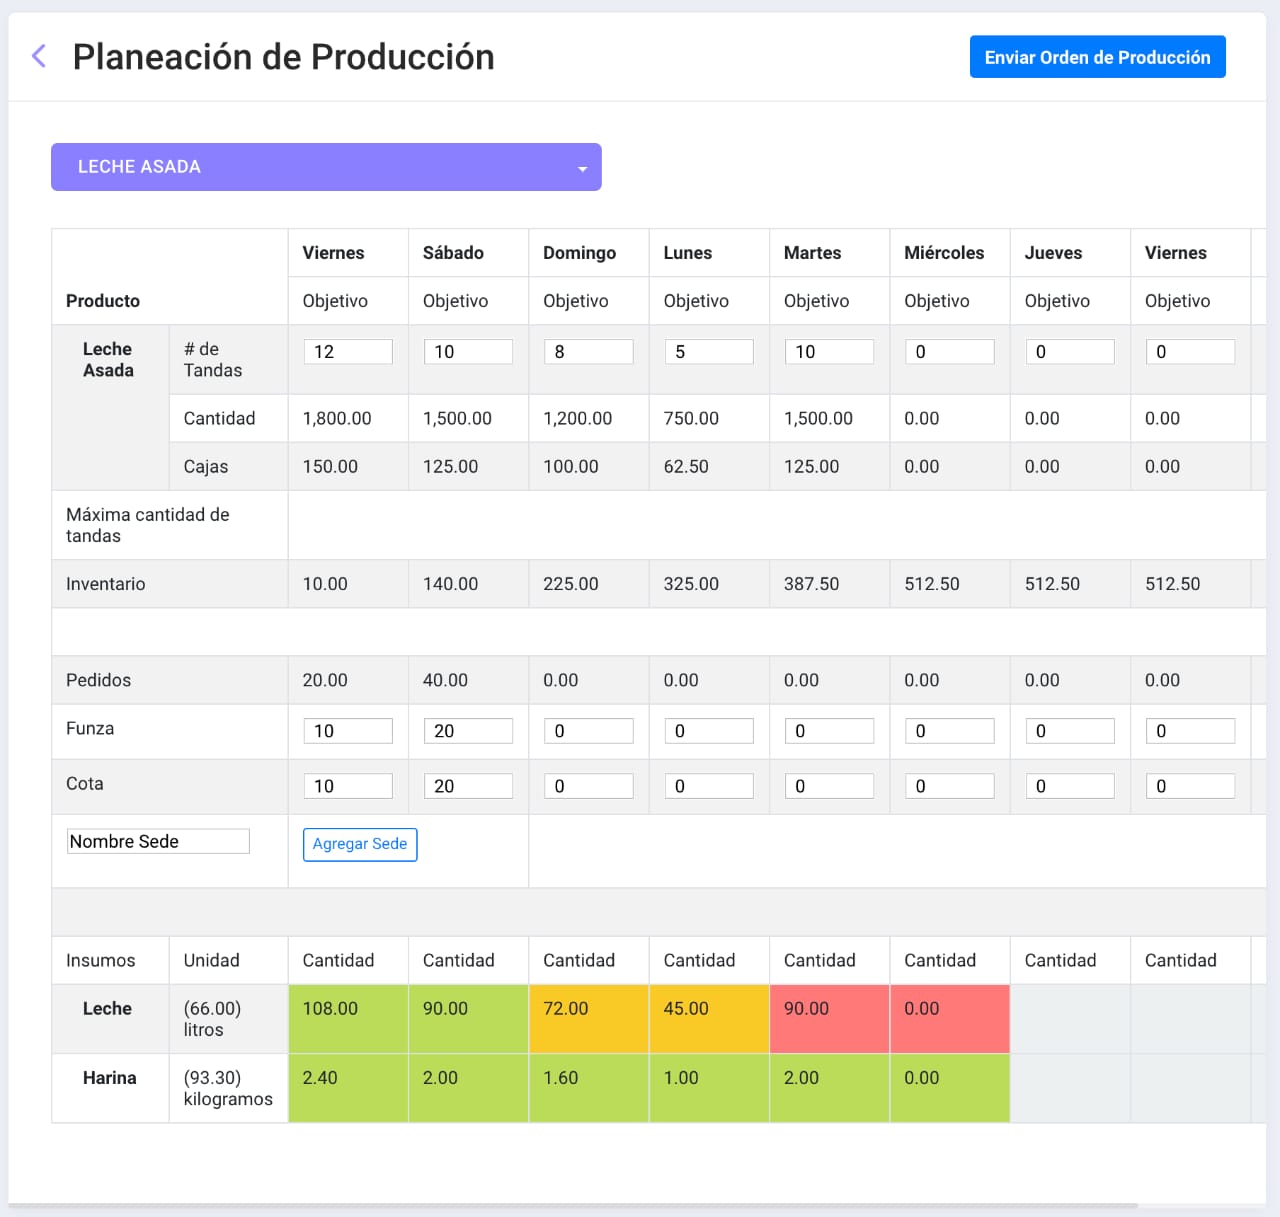 Planeación de Producción
Enviar Orden de Producción
LECHE ASADA
Viernes Sábado Domingo Lunes Martes Miércoles Jueves Viernes
Producto Objetivo Objetivo Objetivo Objetivo Objetivo Objetivo Objetivo Objetivo
Leche Asada # de Tandas 12 10 8 5 10 0 0 0
Cantidad 1,800.00 1,500.00 1,200.00 750.00 1,500.00 0.00 0.00 0.00
Cajas 150.00 125.00 100.00 62.50 125.00 0.00 0.00 0.00
Máxima cantidad de
tandas
Inventario 10.00 140.00 225.00 325.00 387.50 512.50 512.50 512.50
Pedidos 20.00 40.00 0.00 0.00 0.00 0.00 0.00 0.00
Funza 10 20 0 0 0 0 0 0
Cota 10 20 0 0 0 0 0 0
Nombre Sede Agregar Sede
Insumos Unidad Cantidad Cantidad Cantidad Cantidad Cantidad Cantidad Cantidad Cantidad
Leche (66.00) litros 108.00 90.00 72.00 45.00 90.00 0.00
Harina (93.30) kilogramos 2.40 2.00 1.60 1.00 2.00 0.00